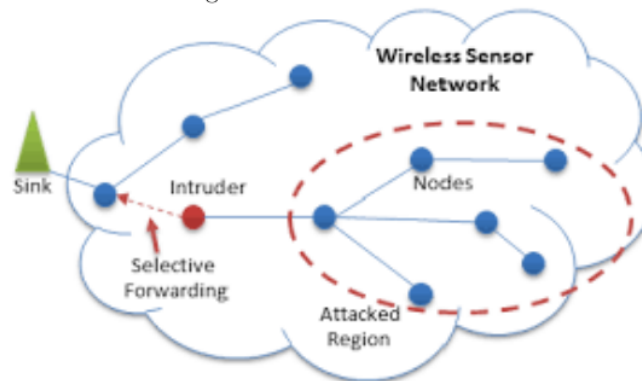 Wireless Sensor
Network
Sink
Intruder
Nodes
Selective
Forwarding
Attacked
Region